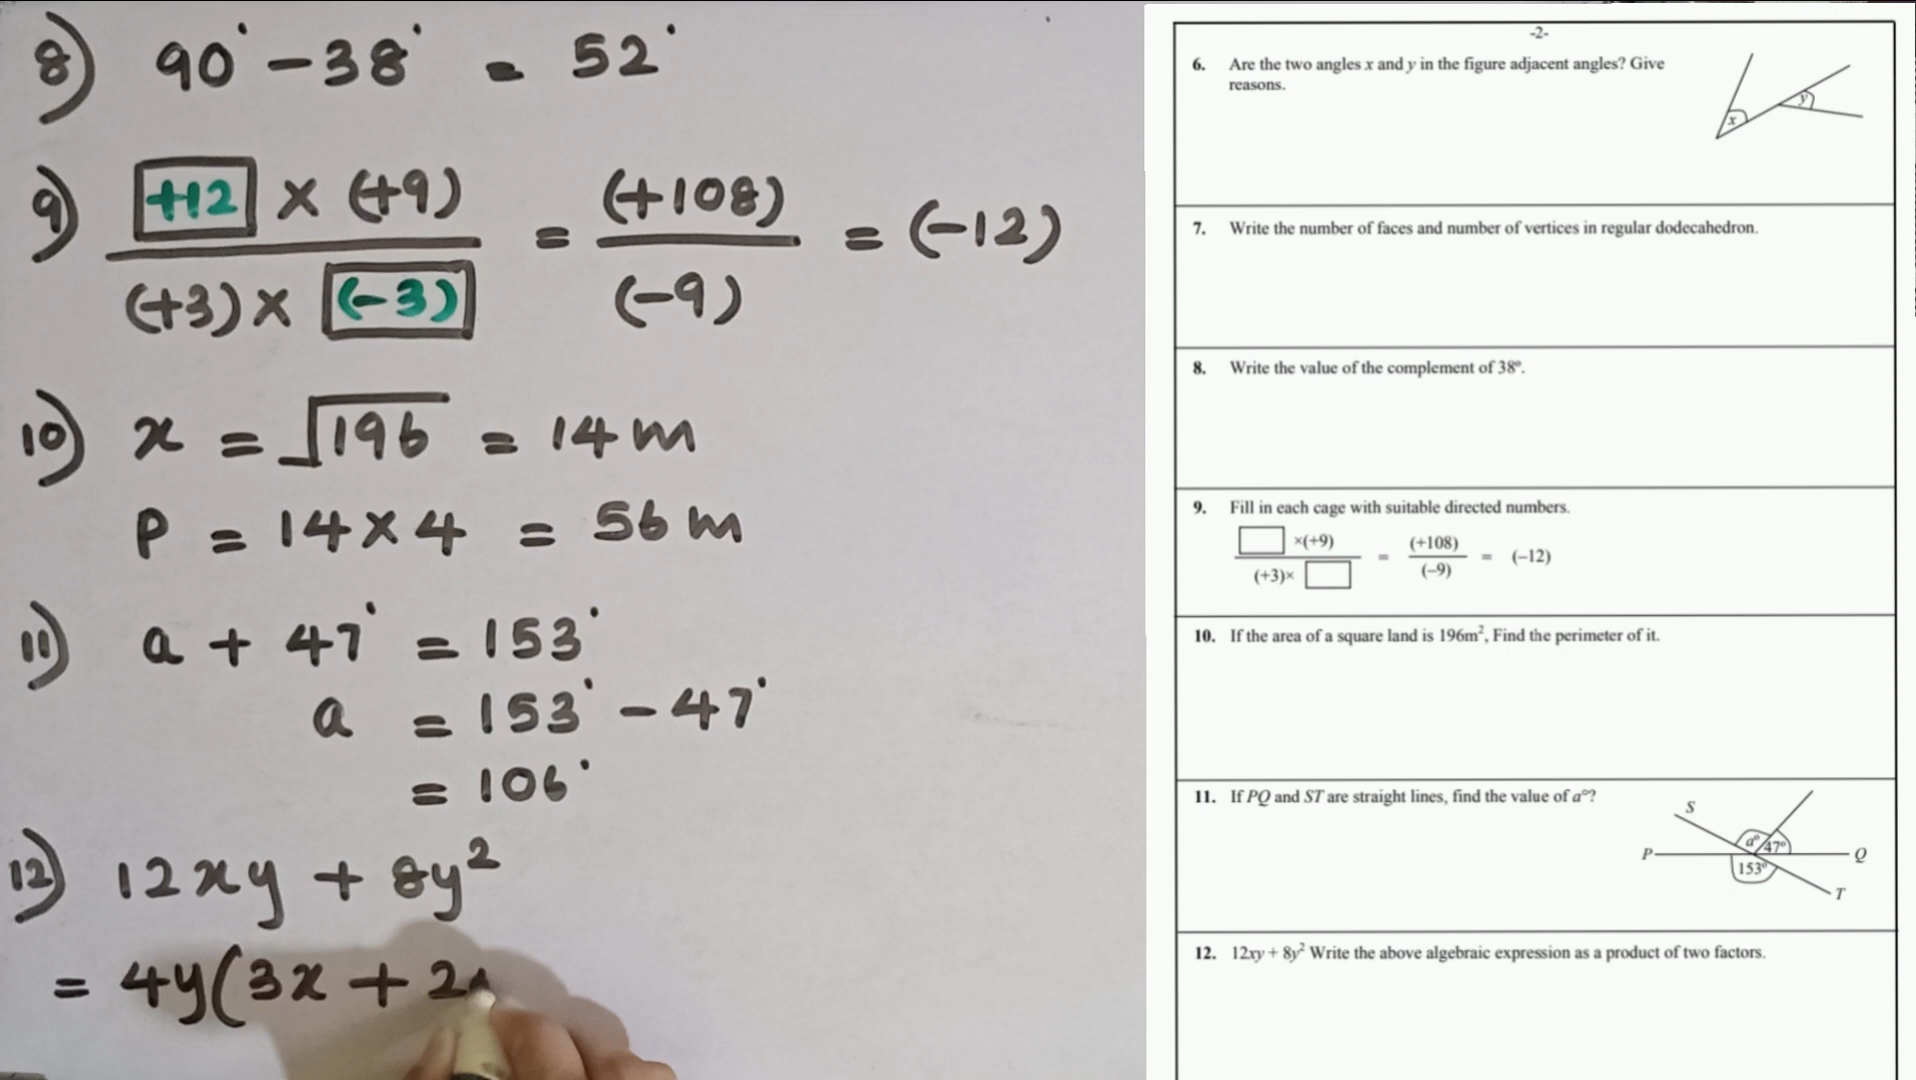 8) 90° - 38° = 52°
9) +12 × (+9) / (+3) × (-3) = (+108) / (-9) = (-12)
10) x = √196 = 14 m
P = 14 × 4 = 56 m
11) a + 47° = 153°
a = 153° - 47°
= 106°
12) 12xy + 8y²
= 4y(3x + 2
-2-
6. Are the two angles x and y in the figure adjacent angles? Give
reasons.
x
y
7. Write the number of faces and number of vertices in regular dodecahedron.
8. Write the value of the complement of 38°.
9. Fill in each cage with suitable directed numbers.
×(+9) / (+3)× = (+108) / (-9) = (-12)
10. If the area of a square land is 196m², Find the perimeter of it.
11. If PQ and ST are straight lines, find the value of a°?
S
a° 47°
P Q
153°
T
12. 12xy + 8y² Write the above algebraic expression as a product of two factors.